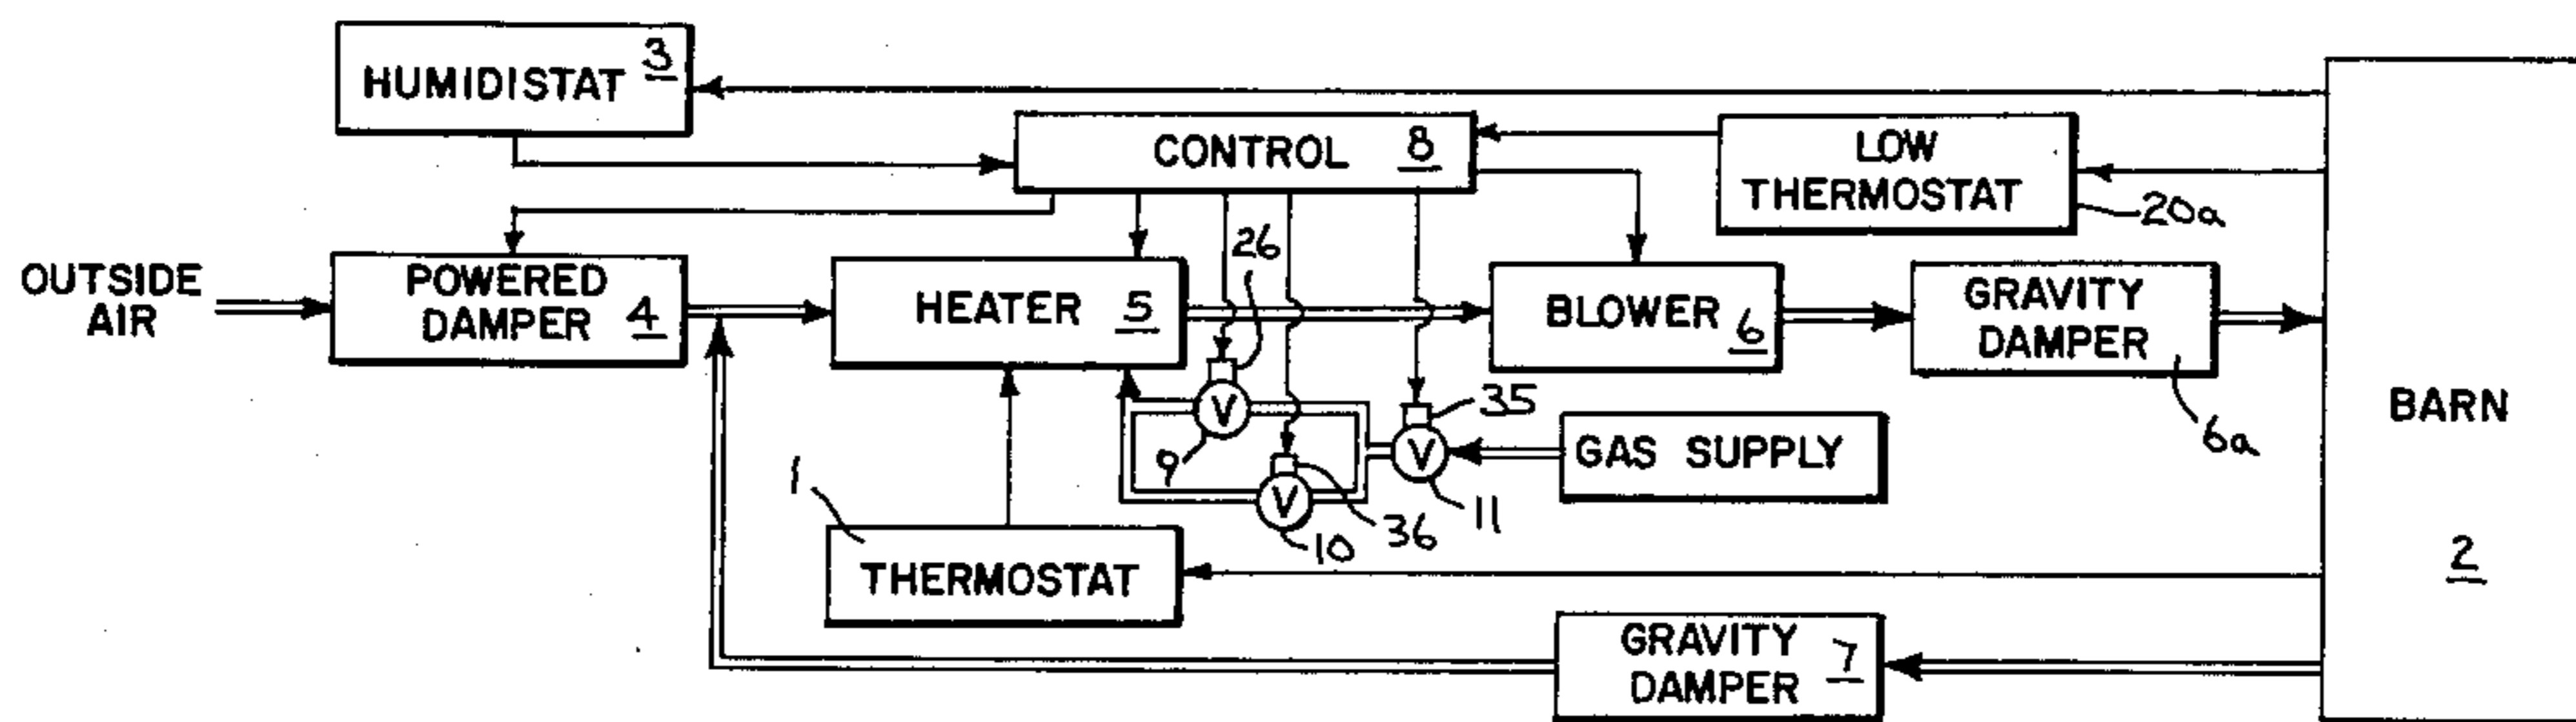 HUMIDISTAT 3
CONTROL 8
LOW
THERMOSTAT
20a
OUTSIDE
AIR
POWERED
DAMPER 4
HEATER 5
26
BLOWER 6
GRAVITY
DAMPER
6a
BARN
2
V
9
V
10
36
V
35
11
GAS SUPPLY
1
THERMOSTAT
GRAVITY
DAMPER 7